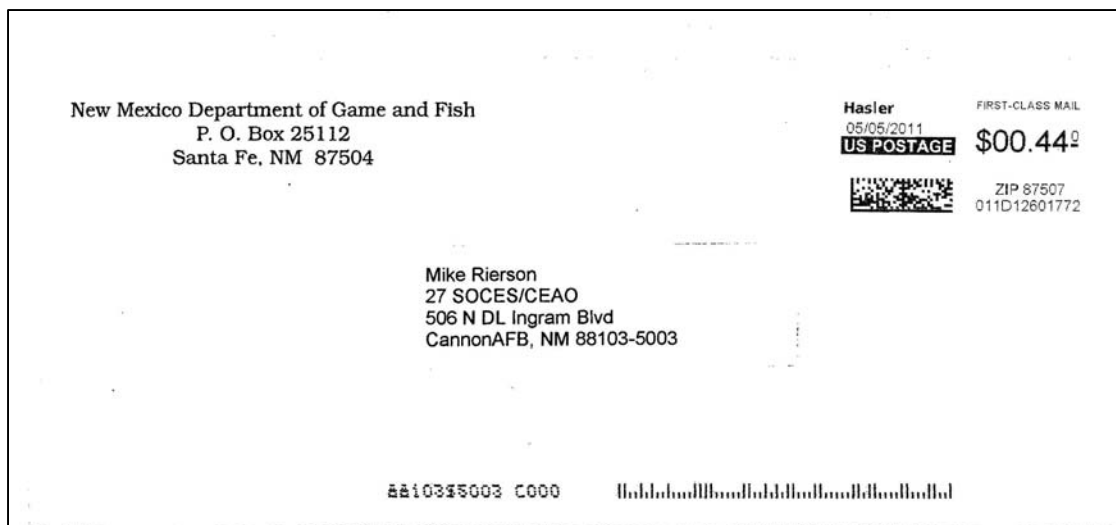 New Mexico Department of Game and Fish
P. O. Box 25112
Santa Fe, NM 87504
Hasler
05/05/2011
US POSTAGE
FIRST-CLASS MAIL
$00.44⁰
ZIP 87507
011D12601772
Mike Rierson
27 SOCES/CEAO
506 N DL Ingram Blvd
CannonAFB, NM 88103-5003
C000